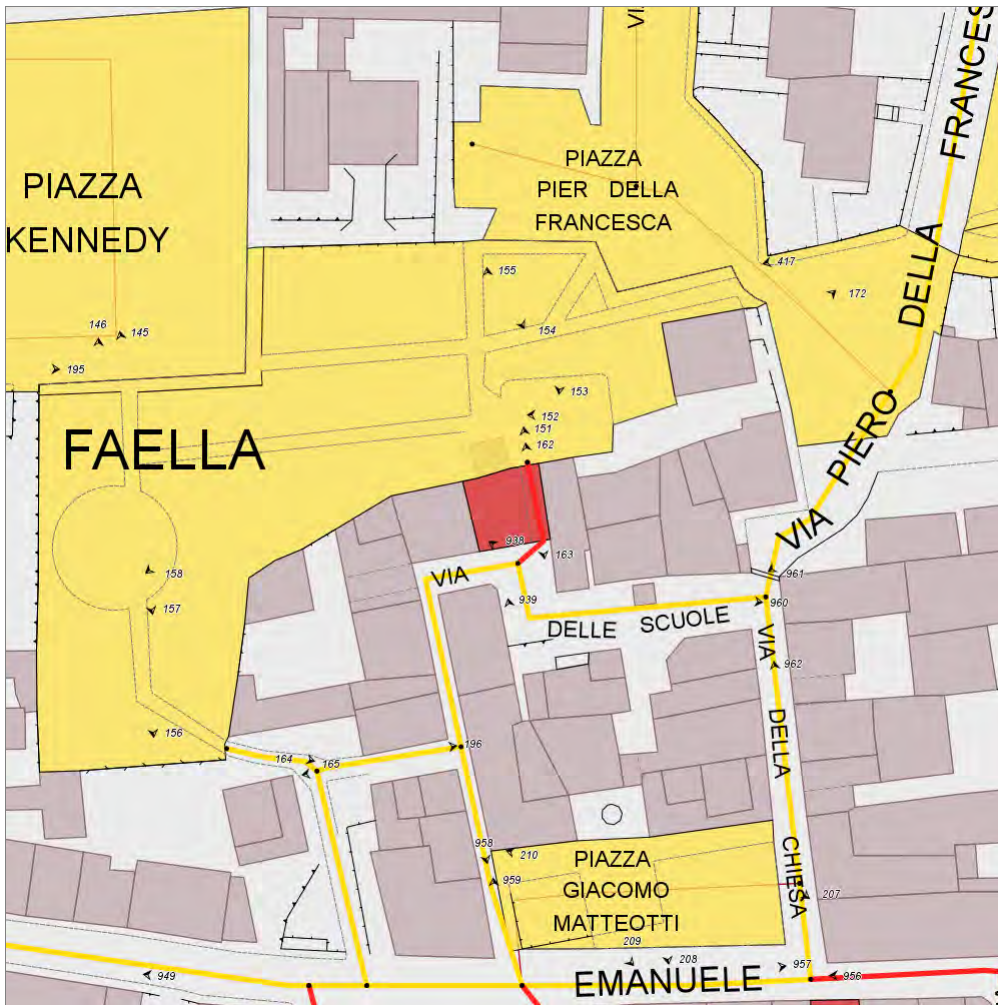 VI
FRANCES
PIAZZA
PIER DELLA
FRANCESCA
PIAZZA
KENNEDY
DELLA
417
172
155
154
146
145
195
153
152
151
162
FAELLA
PIERO
VIA
938
163
158
157
VIA
939
961
960
DELLE SCUOLE
VIA
962
156
164
165
196
DELLA
958
959
210
PIAZZA
GIACOMO
MATTEOTTI
CHIESA
207
209
208
957
956
949
EMANUELE